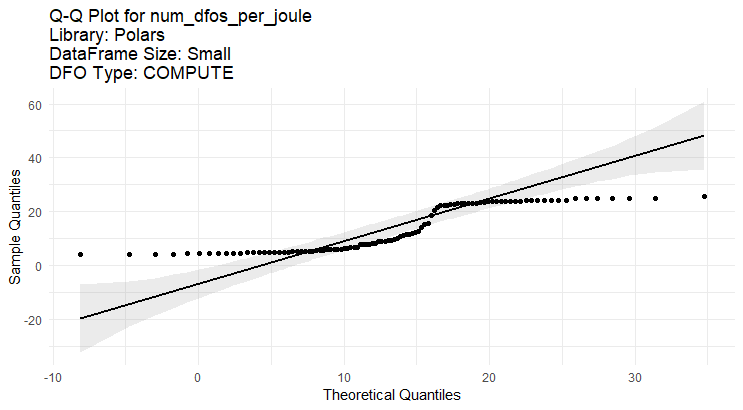 Q-Q Plot for num_dfos_per_joule
Library: Polars
DataFrame Size: Small
DFO Type: COMPUTE
60
40
20
0
-20
Sample Quantiles
-10 0 10 20 30
Theoretical Quantiles